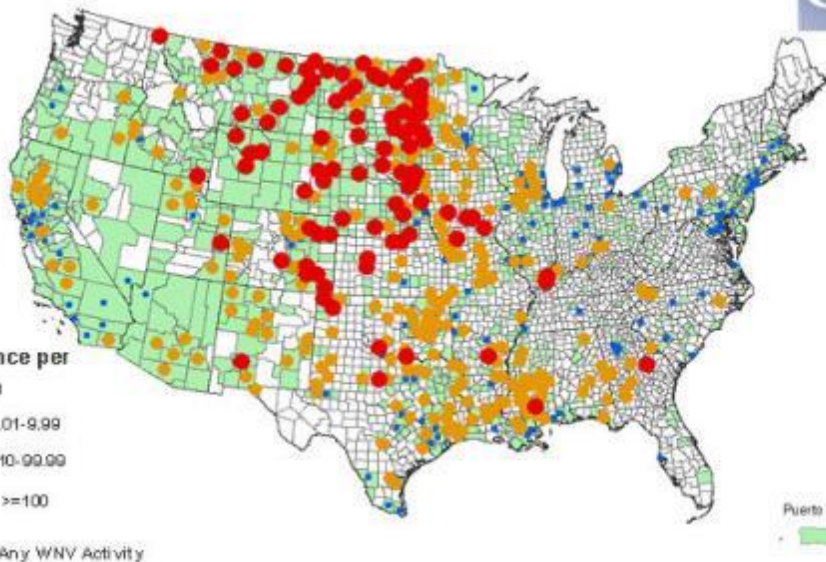 nce per
.01-9.99
10-99.99
>=100
Any WNV Activity
Puerto